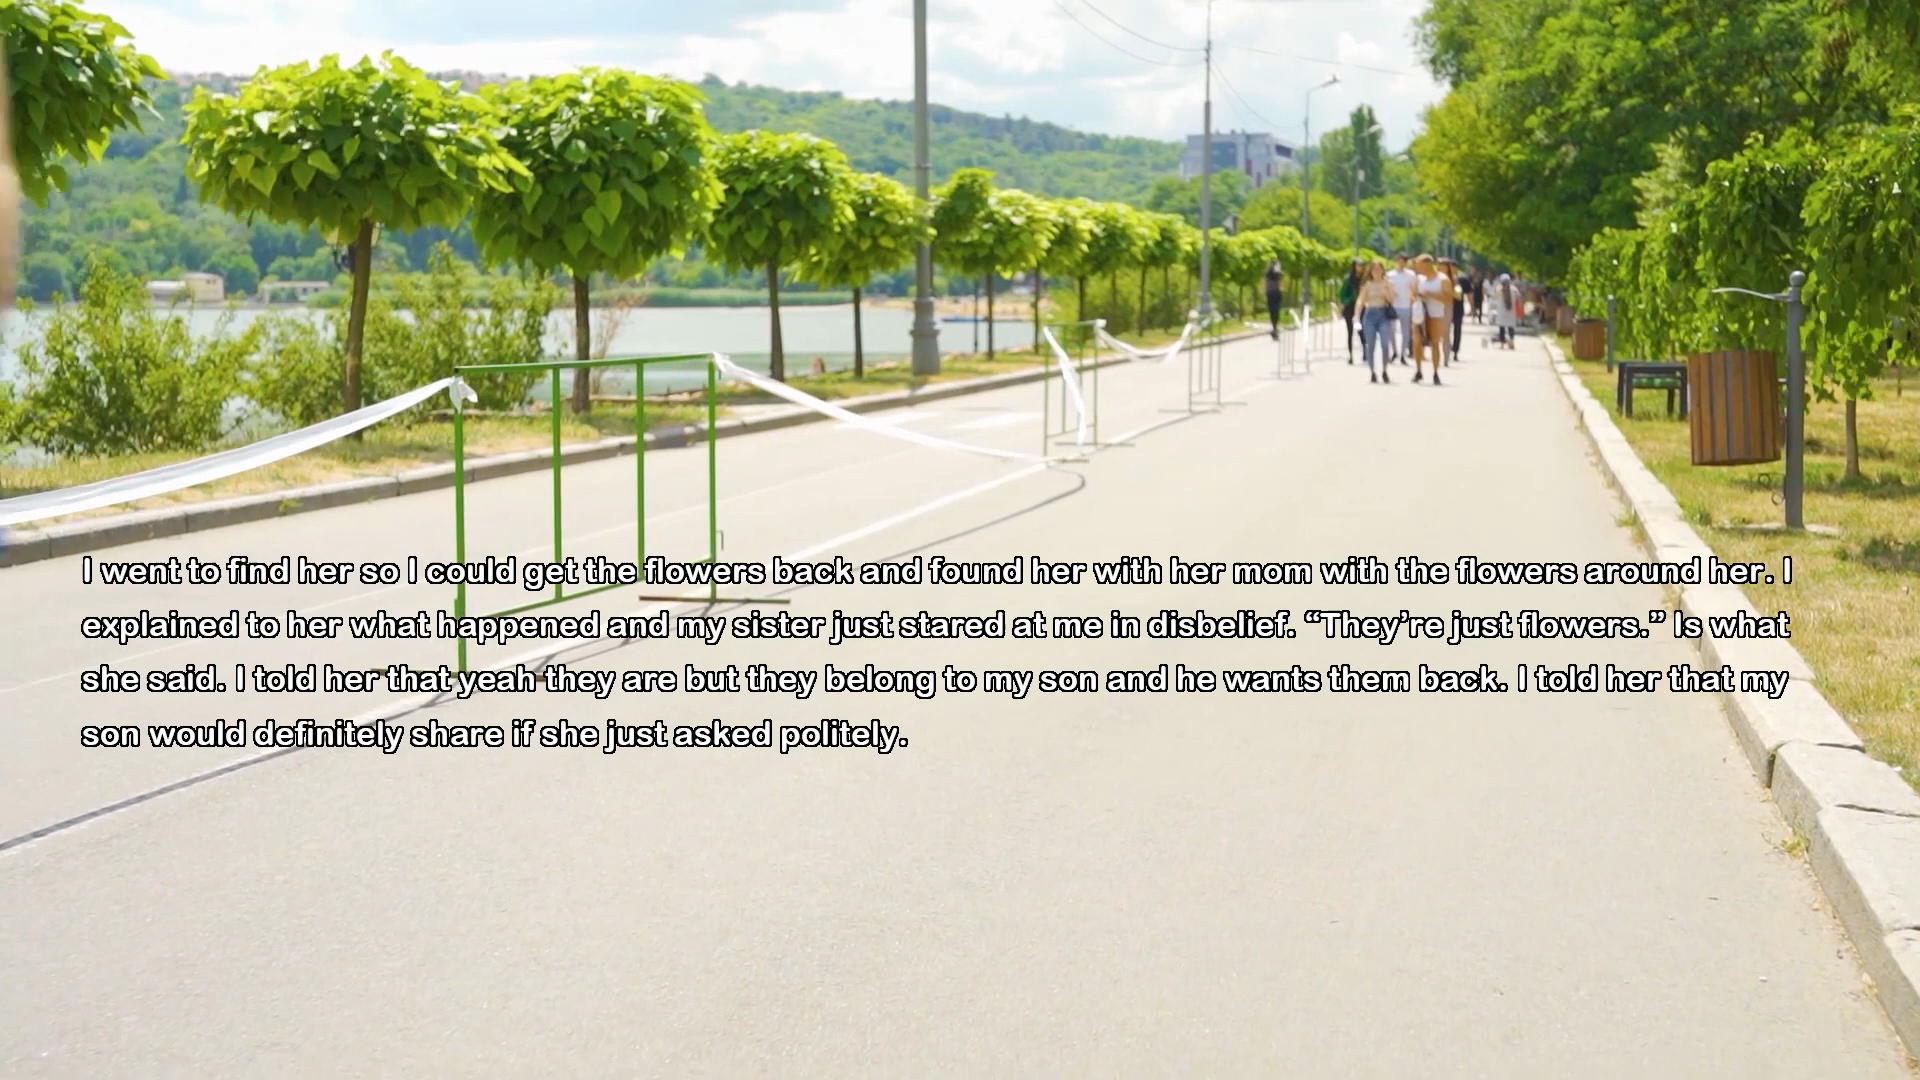 I went to find her so I could get the flowers back and found her with her mom with the flowers around her. I
explained to her what happened and my sister just stared at me in disbelief. “They’re just flowers.” Is what
she said. I told her that yeah they are but they belong to my son and he wants them back. I told her that my
son would definitely share if she just asked politely.